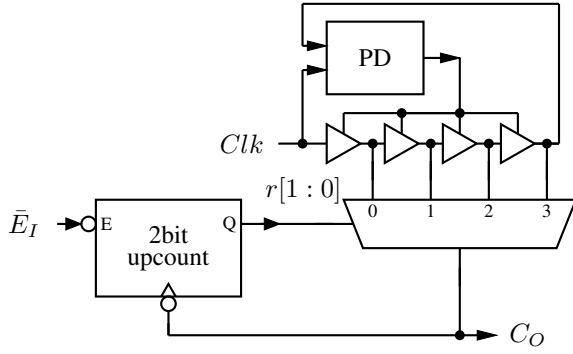 PD
Clk
r[1 : 0]
0 1 2 3
Ē_I
E
2bit
upcount
Q
C_O